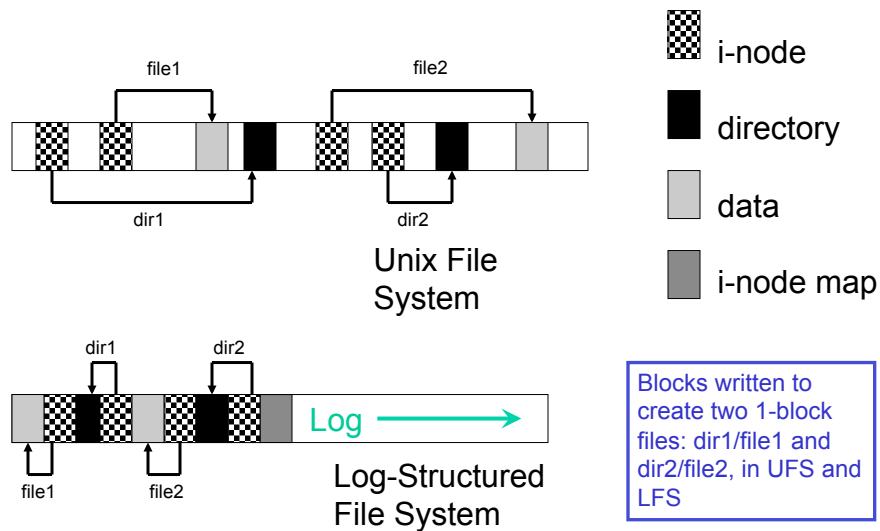 file1
file2
dir1
dir2
Unix File
System
i-node
directory
data
i-node map
dir1
dir2
Log
file1
file2
Log-Structured
File System
Blocks written to
create two 1-block
files: dir1/file1 and
dir2/file2, in UFS and
LFS